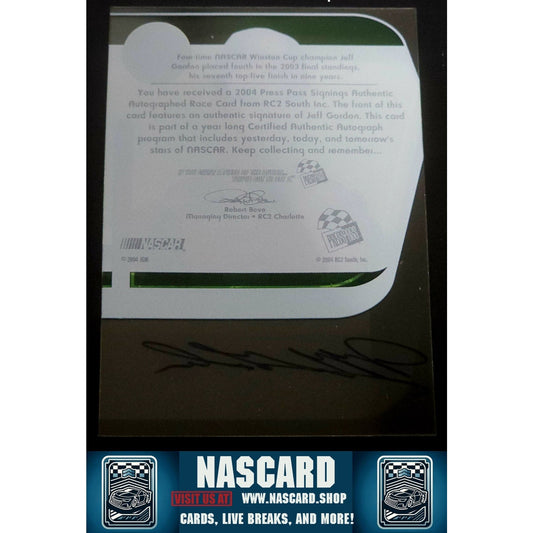 Four-time NASCAR Winston Cup champion Jeff
Gordon placed fourth in the 2003 final standings,
his seventh top-five finish in nine years.
You have received a 2004 Press Pass Signings Authentic
Autographed Race Card from RC2 South Inc. The front of this
card features an authentic signature of Jeff Gordon. This card
is part of a year long Certified Authentic Autograph
program that includes yesterday, today, and tomorrow's
stars of NASCAR. Keep collecting and remember...
PRESS PASS
Robert Bove
Managing Director • RC2 Charlotte
NASCAR
PRESS PASS
© 2004 RC2 South, Inc.
NASCARD
VISIT US AT WWW.NASCARD.SHOP
CARDS, LIVE BREAKS, AND MORE!